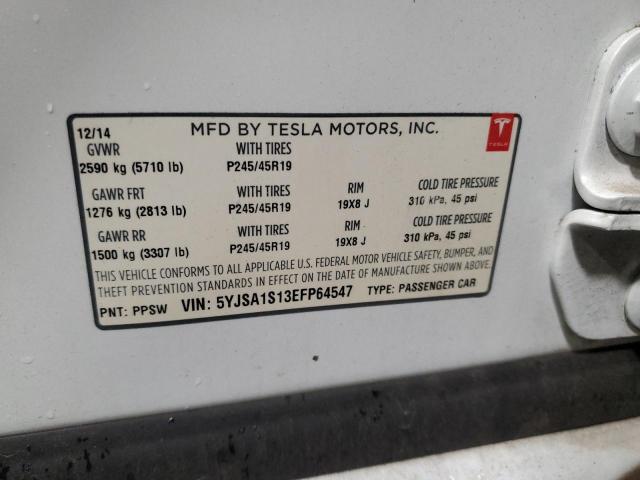 12/14 MFD BY TESLA MOTORS, INC.
TESLA
GVWR WITH TIRES
2590 kg (5710 lb) P245/45R19
GAWR FRT WITH TIRES RIM COLD TIRE PRESSURE
1276 kg (2813 lb) P245/45R19 19X8 J 310 kPa, 45 psi
GAWR RR WITH TIRES RIM COLD TIRE PRESSURE
1500 kg (3307 lb) P245/45R19 19X8 J 310 kPa, 45 psi
THIS VEHICLE CONFORMS TO ALL APPLICABLE U.S. FEDERAL MOTOR VEHICLE SAFETY, BUMPER, AND
THEFT PREVENTION STANDARDS IN EFFECT ON THE DATE OF MANUFACTURE SHOWN ABOVE.
PNT: PPSW VIN: 5YJSA1S13EFP64547 TYPE: PASSENGER CAR